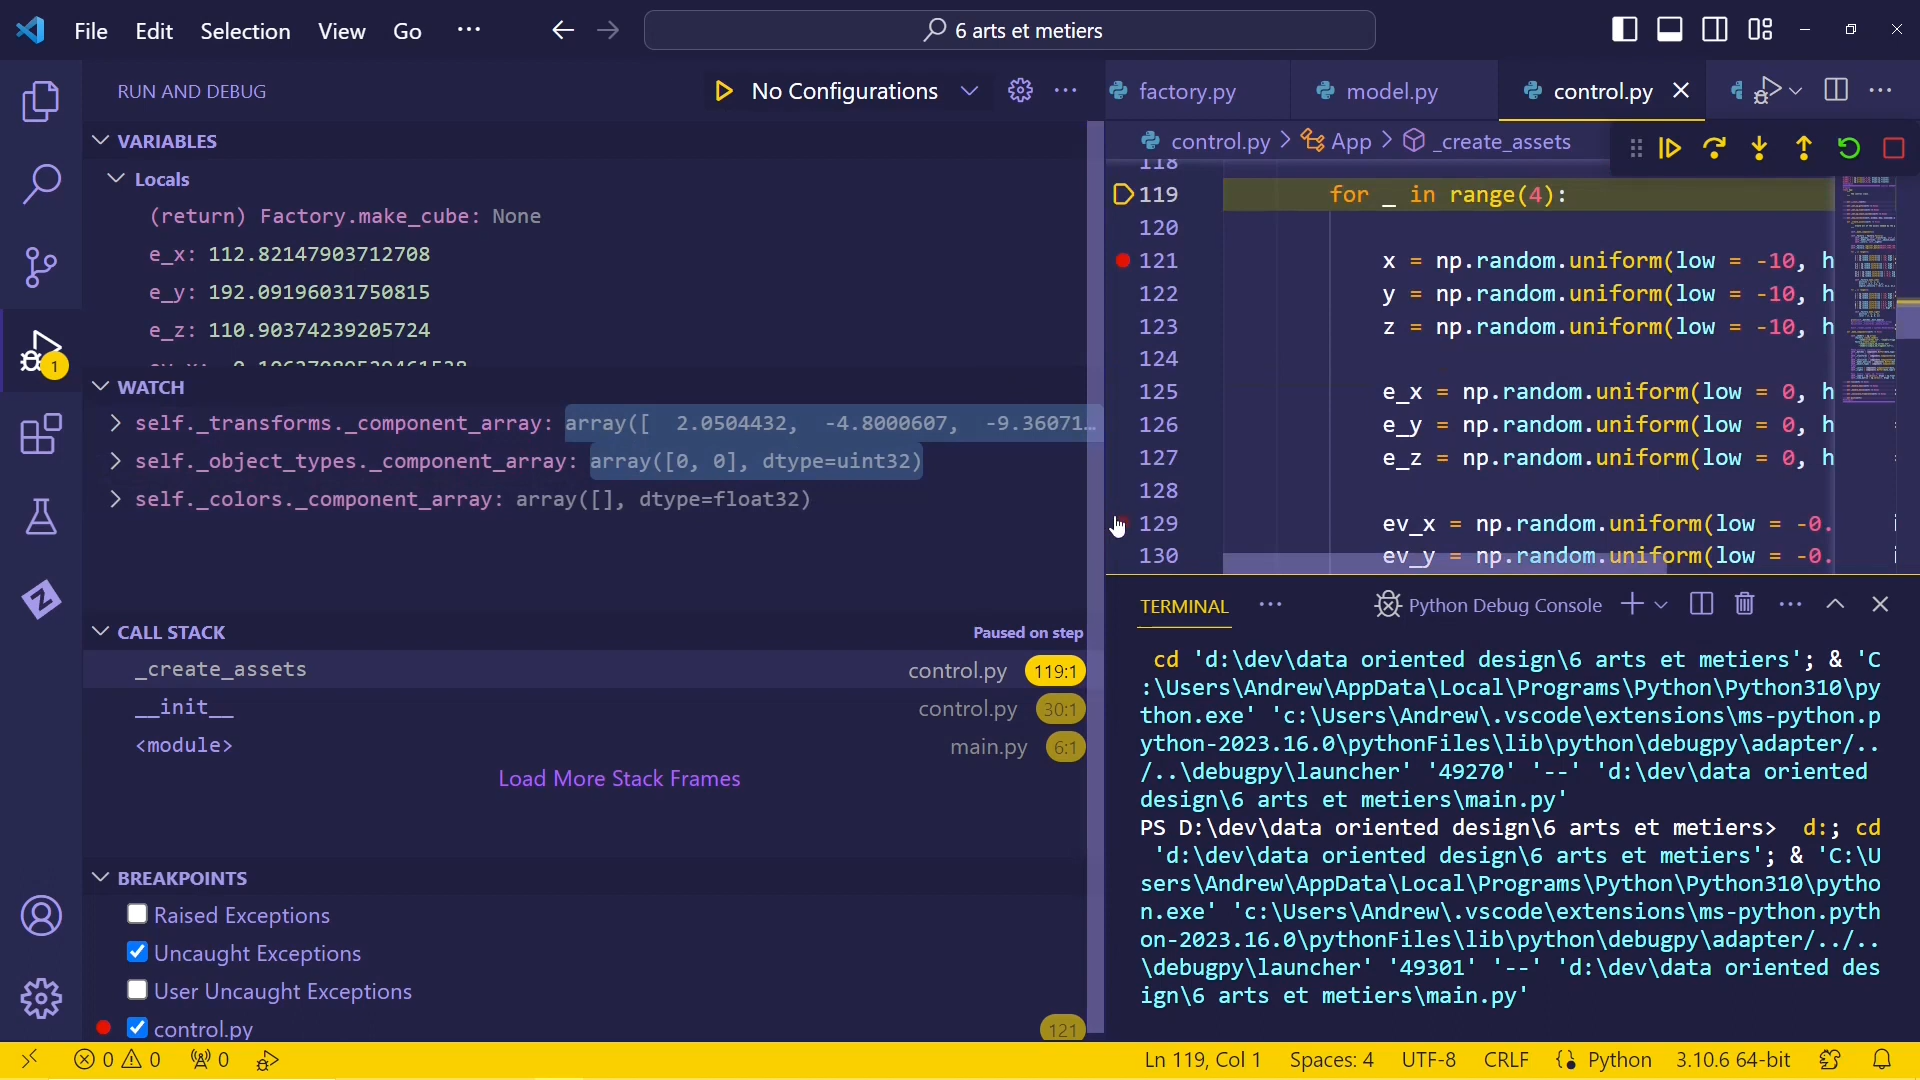 File Edit Selection View Go ··· 6 arts et metiers
RUN AND DEBUG
No Configurations
VARIABLES
Locals
(return) Factory.make_cube: None
e_x: 112.82147903712708
e_y: 192.09196031750815
e_z: 110.90374239205724
WATCH
self._transforms._component_array: array([ 2.0504432, -4.8000607, -9.36071…
self._object_types._component_array: array([0, 0], dtype=uint32)
self._colors._component_array: array([], dtype=float32)
CALL STACK Paused on step
_create_assets control.py 119:1
__init__ control.py 30:1
<module> main.py 6:1
Load More Stack Frames
BREAKPOINTS
Raised Exceptions
Uncaught Exceptions
User Uncaught Exceptions
control.py 121
factory.py model.py control.py
control.py > App > _create_assets
118
119 for _ in range(4):
120
121 x = np.random.uniform(low = -10, h
122 y = np.random.uniform(low = -10, h
123 z = np.random.uniform(low = -10, h
124
125 e_x = np.random.uniform(low = 0, h
126 e_y = np.random.uniform(low = 0, h
127 e_z = np.random.uniform(low = 0, h
128
129 ev_x = np.random.uniform(low = -0.
130 ev_y = np.random.uniform(low = -0.
TERMINAL ··· Python Debug Console
cd 'd:\dev\data oriented design\6 arts et metiers'; & 'C
:\Users\Andrew\AppData\Local\Programs\Python\Python310\py
thon.exe' 'c:\Users\Andrew\.vscode\extensions\ms-python.p
ython-2023.16.0\pythonFiles\lib\python\debugpy\adapter/..
/..\debugpy\launcher' '49270' '--' 'd:\dev\data oriented
design\6 arts et metiers\main.py'
PS D:\dev\data oriented design\6 arts et metiers> d:; cd
'd:\dev\data oriented design\6 arts et metiers'; & 'C:\U
sers\Andrew\AppData\Local\Programs\Python\Python310\pytho
n.exe' 'c:\Users\Andrew\.vscode\extensions\ms-python.pyth
on-2023.16.0\pythonFiles\lib\python\debugpy\adapter/../..
\debugpy\launcher' '49301' '--' 'd:\dev\data oriented des
ign\6 arts et metiers\main.py'
1
0 0 0 Ln 119, Col 1 Spaces: 4 UTF-8 CRLF Python 3.10.6 64-bit